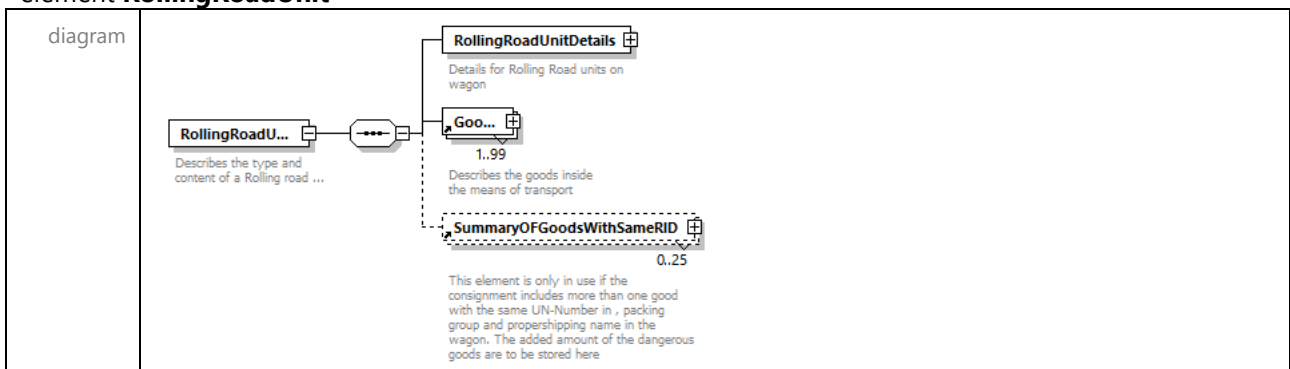 element RollingRoadUnit
diagram
RollingRoadUnitDetails
Details for Rolling Road units on
wagon
Goo...
1..99
Describes the goods inside
the means of transport
RollingRoadU...
Describes the type and
content of a Rolling road ...
SummaryOFGoodsWithSameRID
0..25
This element is only in use if the
consignment includes more than one good
with the same UN-Number in , packing
group and propershipping name in the
wagon. The added amount of the dangerous
goods are to be stored here